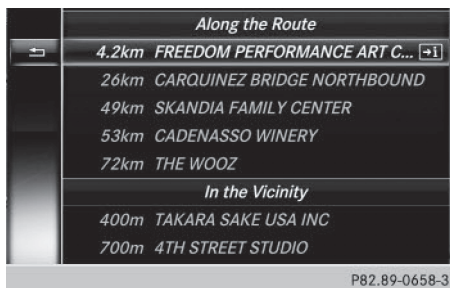 Along the Route
4.2km FREEDOM PERFORMANCE ART C...
26km CARQUINEZ BRIDGE NORTHBOUND
49km SKANDIA FAMILY CENTER
53km CADENASSO WINERY
72km THE WOOZ
In the Vicinity
400m TAKARA SAKE USA INC
700m 4TH STREET STUDIO
P82.89-0658-31